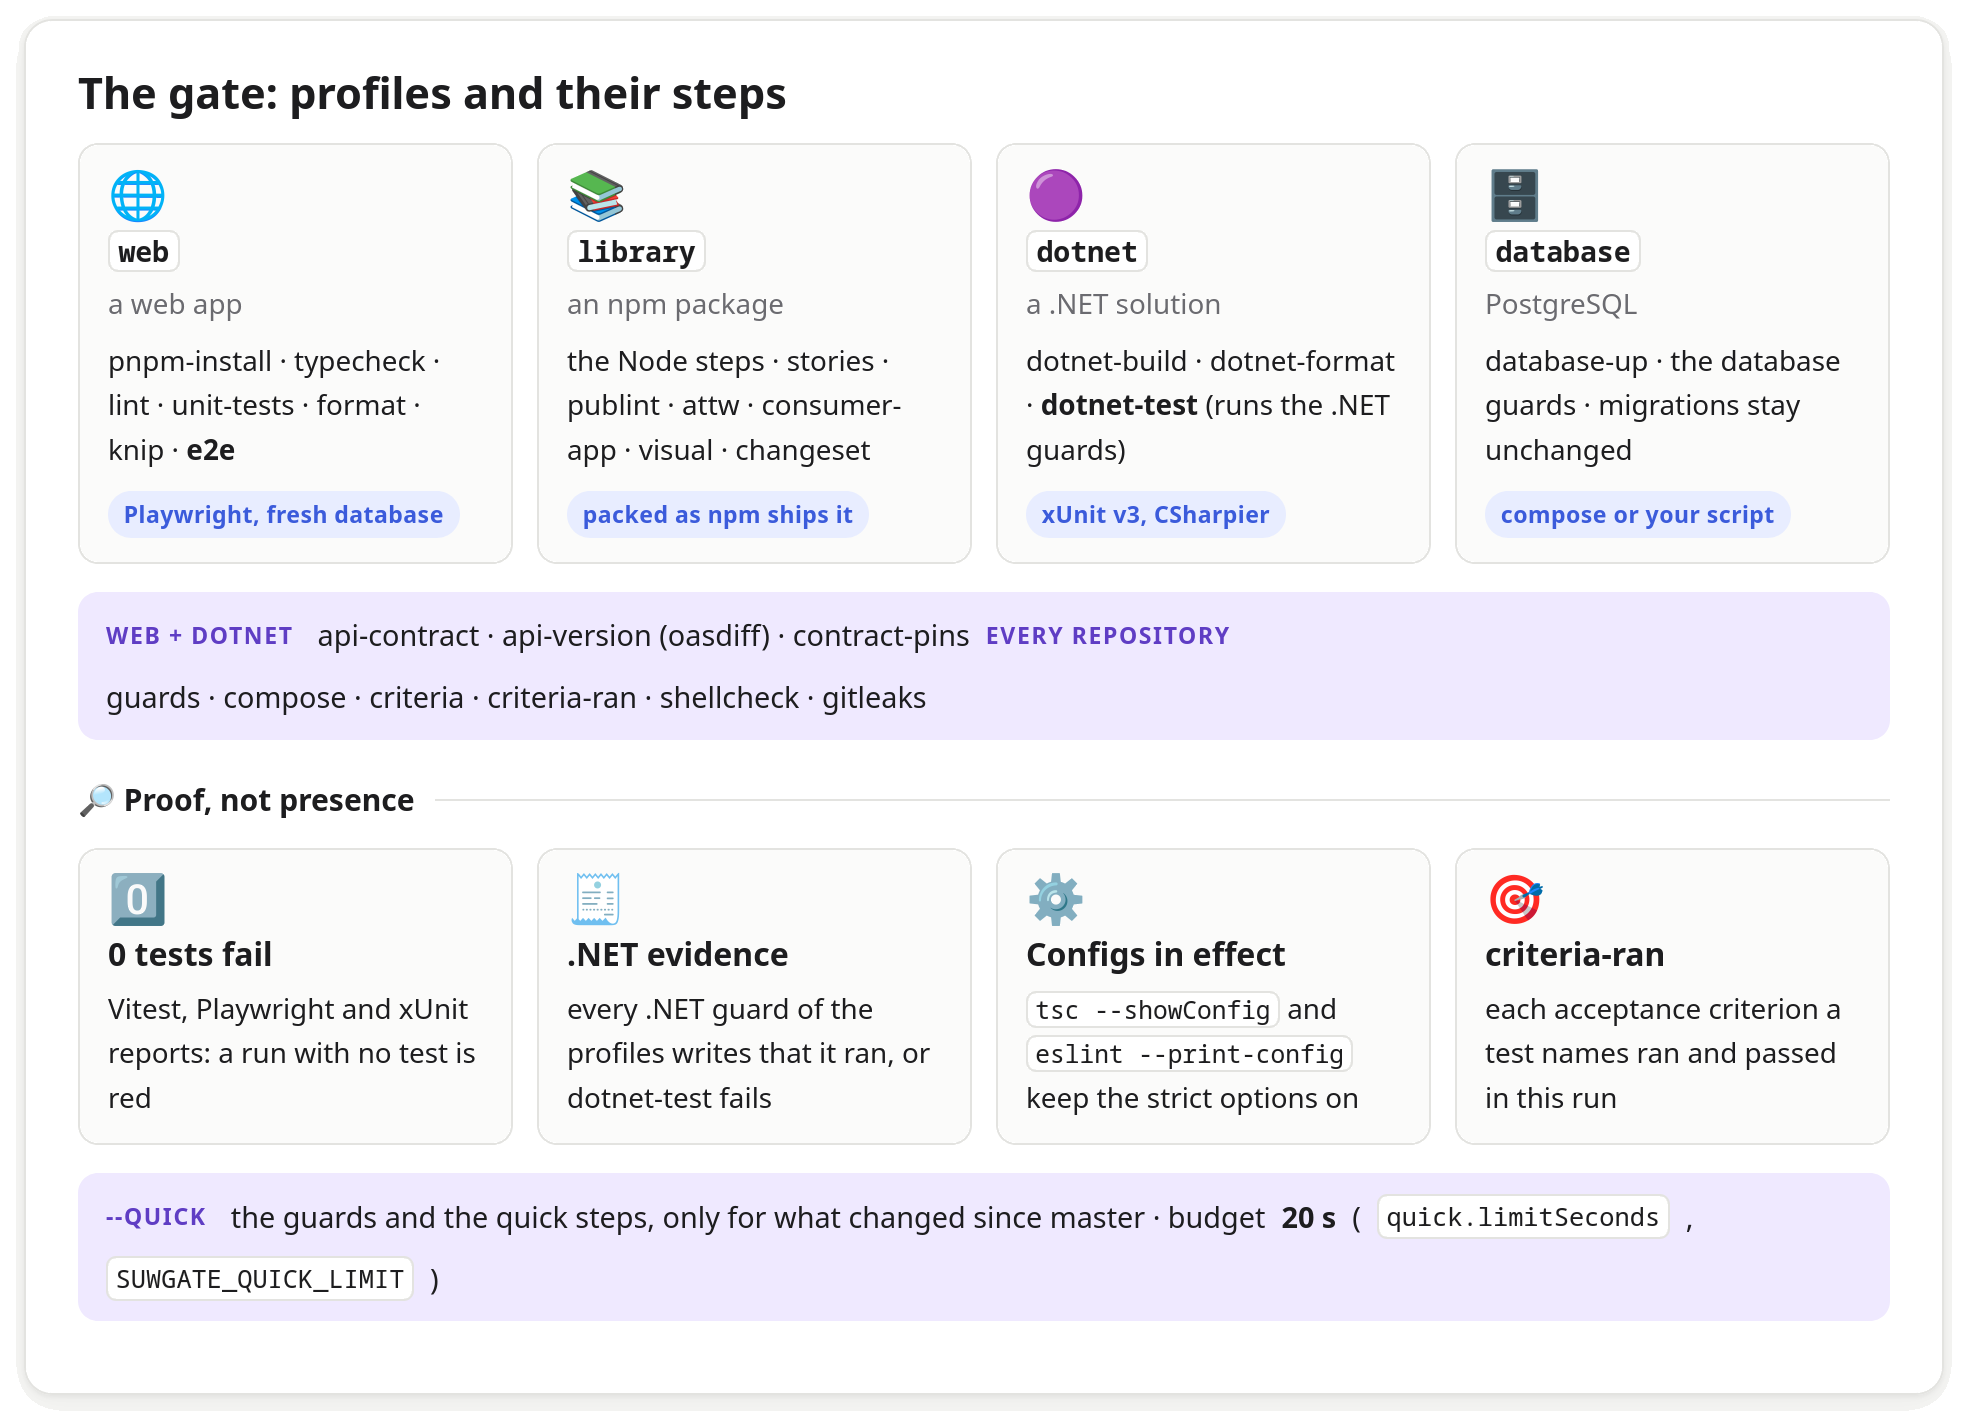 The gate: profiles and their steps
web
a web app
pnpm-install · typecheck ·
lint · unit-tests · format ·
knip · e2e
Playwright, fresh database
library
an npm package
the Node steps · stories ·
publint · attw · consumer-
app · visual · changeset
packed as npm ships it
dotnet
a .NET solution
dotnet-build · dotnet-format
· dotnet-test (runs the .NET
guards)
xUnit v3, CSharpier
database
PostgreSQL
database-up · the database
guards · migrations stay
unchanged
compose or your script
WEB + DOTNET api-contract · api-version (oasdiff) · contract-pins EVERY REPOSITORY
guards · compose · criteria · criteria-ran · shellcheck · gitleaks
Proof, not presence
0
0 tests fail
Vitest, Playwright and xUnit
reports: a run with no test is
red
.NET evidence
every .NET guard of the
profiles writes that it ran, or
dotnet-test fails
Configs in effect
tsc --showConfig and
eslint --print-config
keep the strict options on
criteria-ran
each acceptance criterion a
test names ran and passed
in this run
--QUICK the guards and the quick steps, only for what changed since master · budget 20 s ( quick.limitSeconds ,
SUWGATE_QUICK_LIMIT )